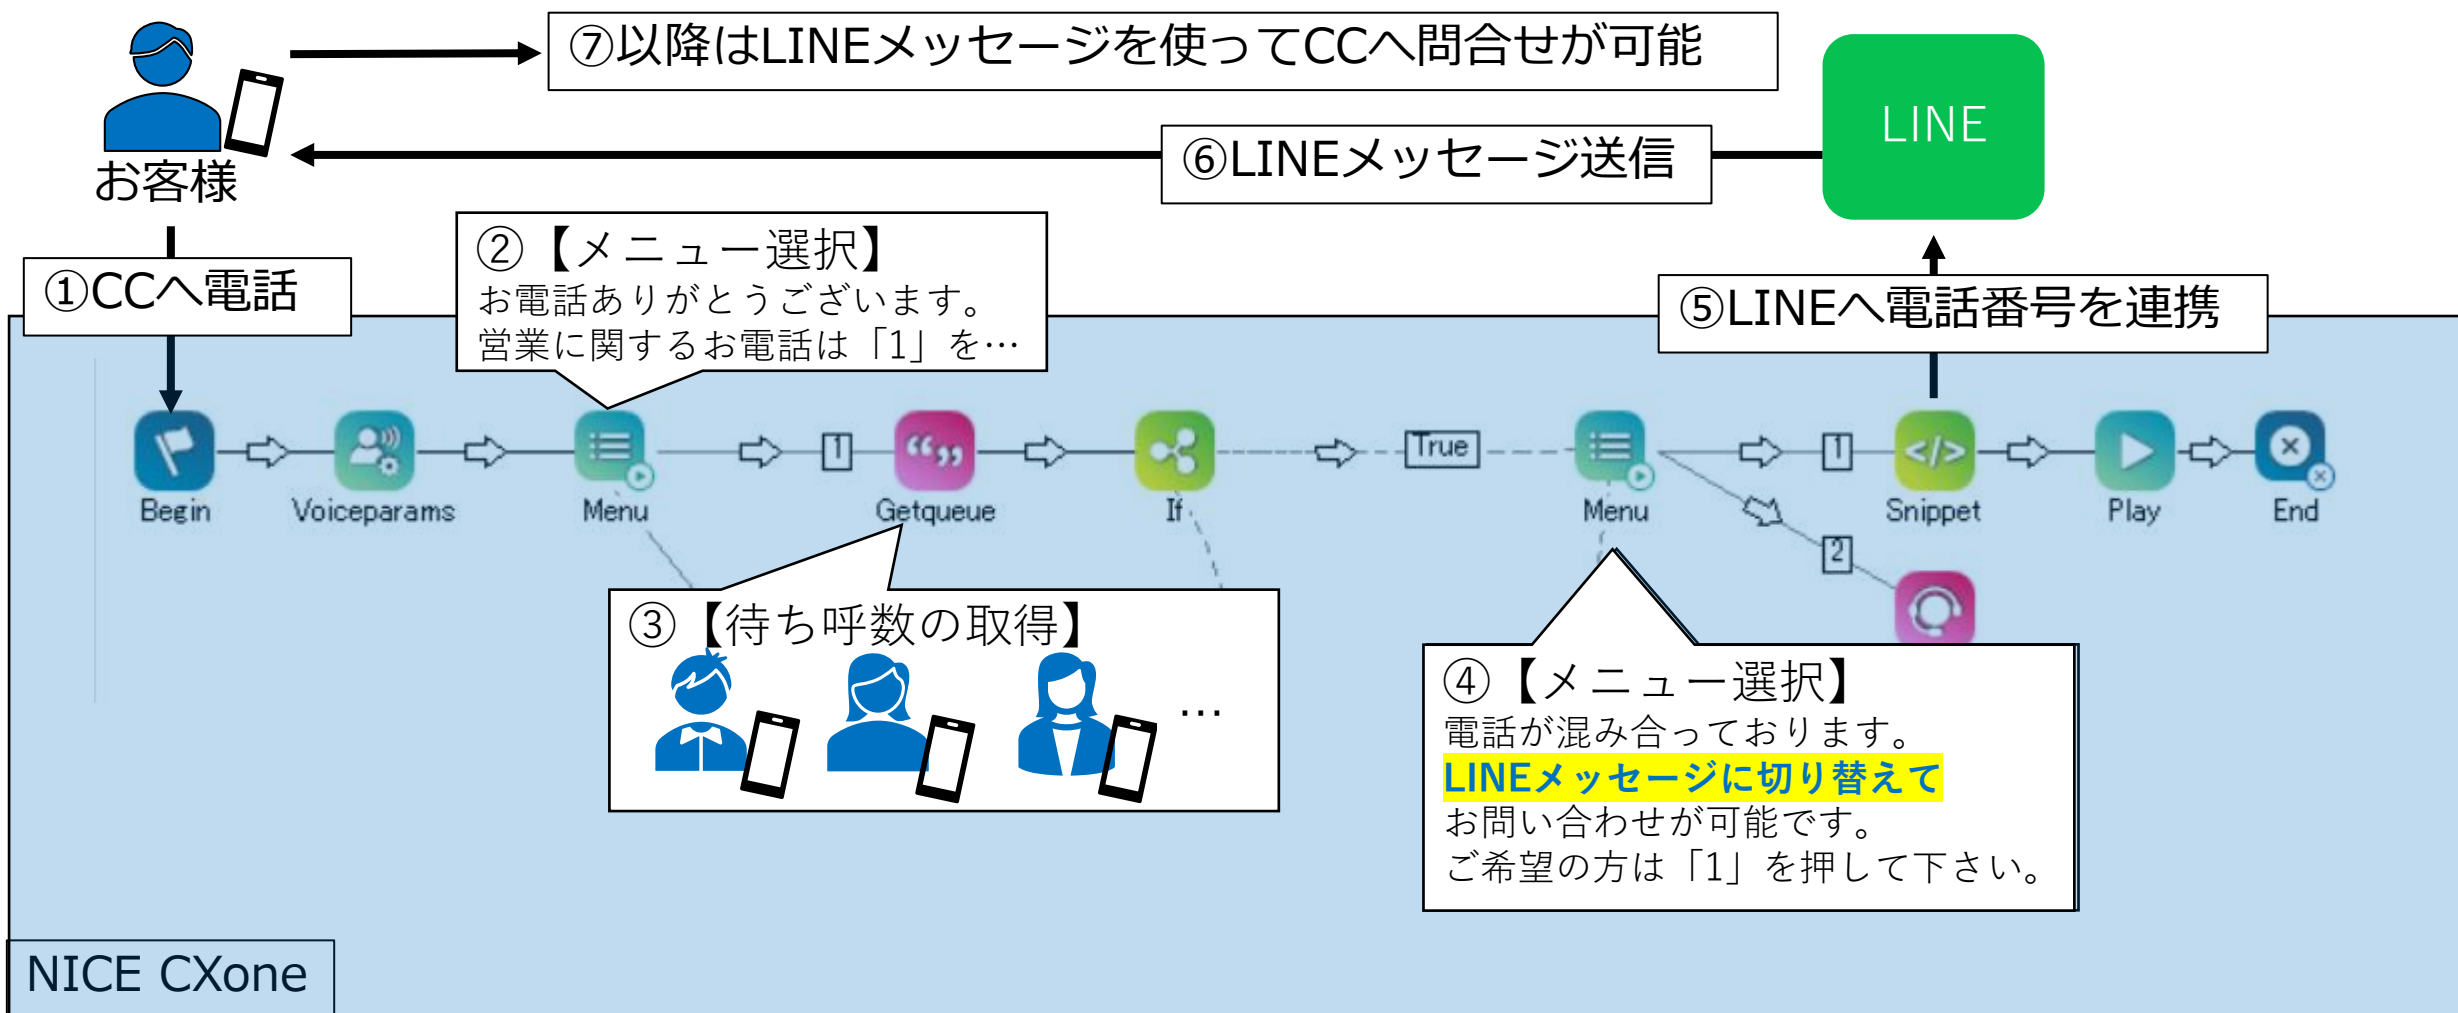 ⑦以降はLINEメッセージを使ってCCへ問合せが可能
LINE
⑥LINEメッセージ送信
お客様
①CCへ電話
②【メニュー選択】
お電話ありがとうございます。
営業に関するお電話は「1」を…
⑤LINEへ電話番号を連携
1
True
1
Begin
Voiceparams
Menu
Getqueue
If
Menu
Snippet
Play
End
2
③【待ち呼数の取得】
…
④【メニュー選択】
電話が混み合っております。
LINEメッセージに切り替えて
お問い合わせが可能です。
ご希望の方は「1」を押して下さい。
NICE CXone